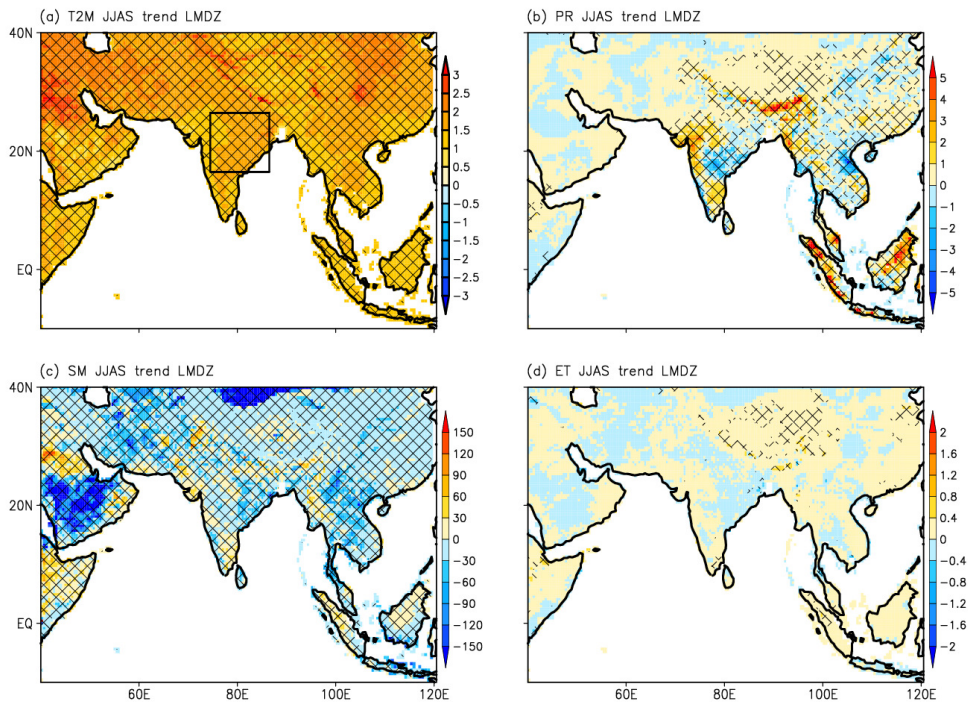 (a) T2M JJAS trend LMDZ
(b) PR JJAS trend LMDZ
40N
20N
EQ
3
2.5
2
1.5
1
0.5
0
−0.5
−1
−1.5
−2
−2.5
−3
5
4
3
2
1
0
−1
−2
−3
−4
−5
(c) SM JJAS trend LMDZ
(d) ET JJAS trend LMDZ
40N
20N
EQ
60E
80E
100E
120E
150
120
90
60
30
0
−30
−60
−90
−120
−150
60E
80E
100E
120E
2
1.6
1.2
0.8
0.4
0
−0.4
−0.8
−1.2
−1.6
−2